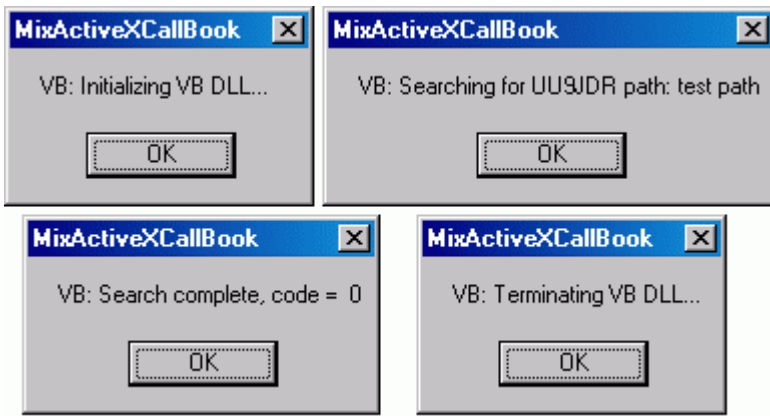 MixActiveXCallBook
VB: Initializing VB DLL...
OK
MixActiveXCallBook
VB: Searching for UU9JDR path: test path
OK
MixActiveXCallBook
VB: Search complete, code = 0
OK
MixActiveXCallBook
VB: Terminating VB DLL...
OK